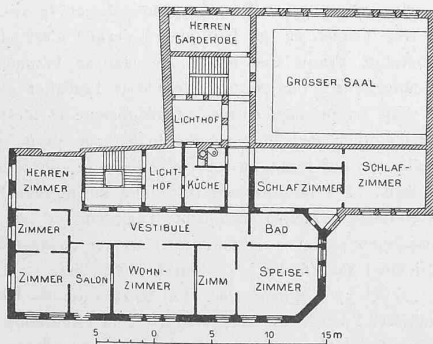 HERREN
GARDEROBE
GROSSER SAAL
LICHTHOF
HERREN
ZIMMER
LICHT-
HOF
KÜCHE
SCHLAFZIMMER
SCHLAF-
ZIMMER
ZIMMER
VESTIBULE
BAD
ZIMMER
SALON
WOHN-
ZIMMER
ZIMM
SPEISE-
ZIMMER
5 0 5 10 15 m